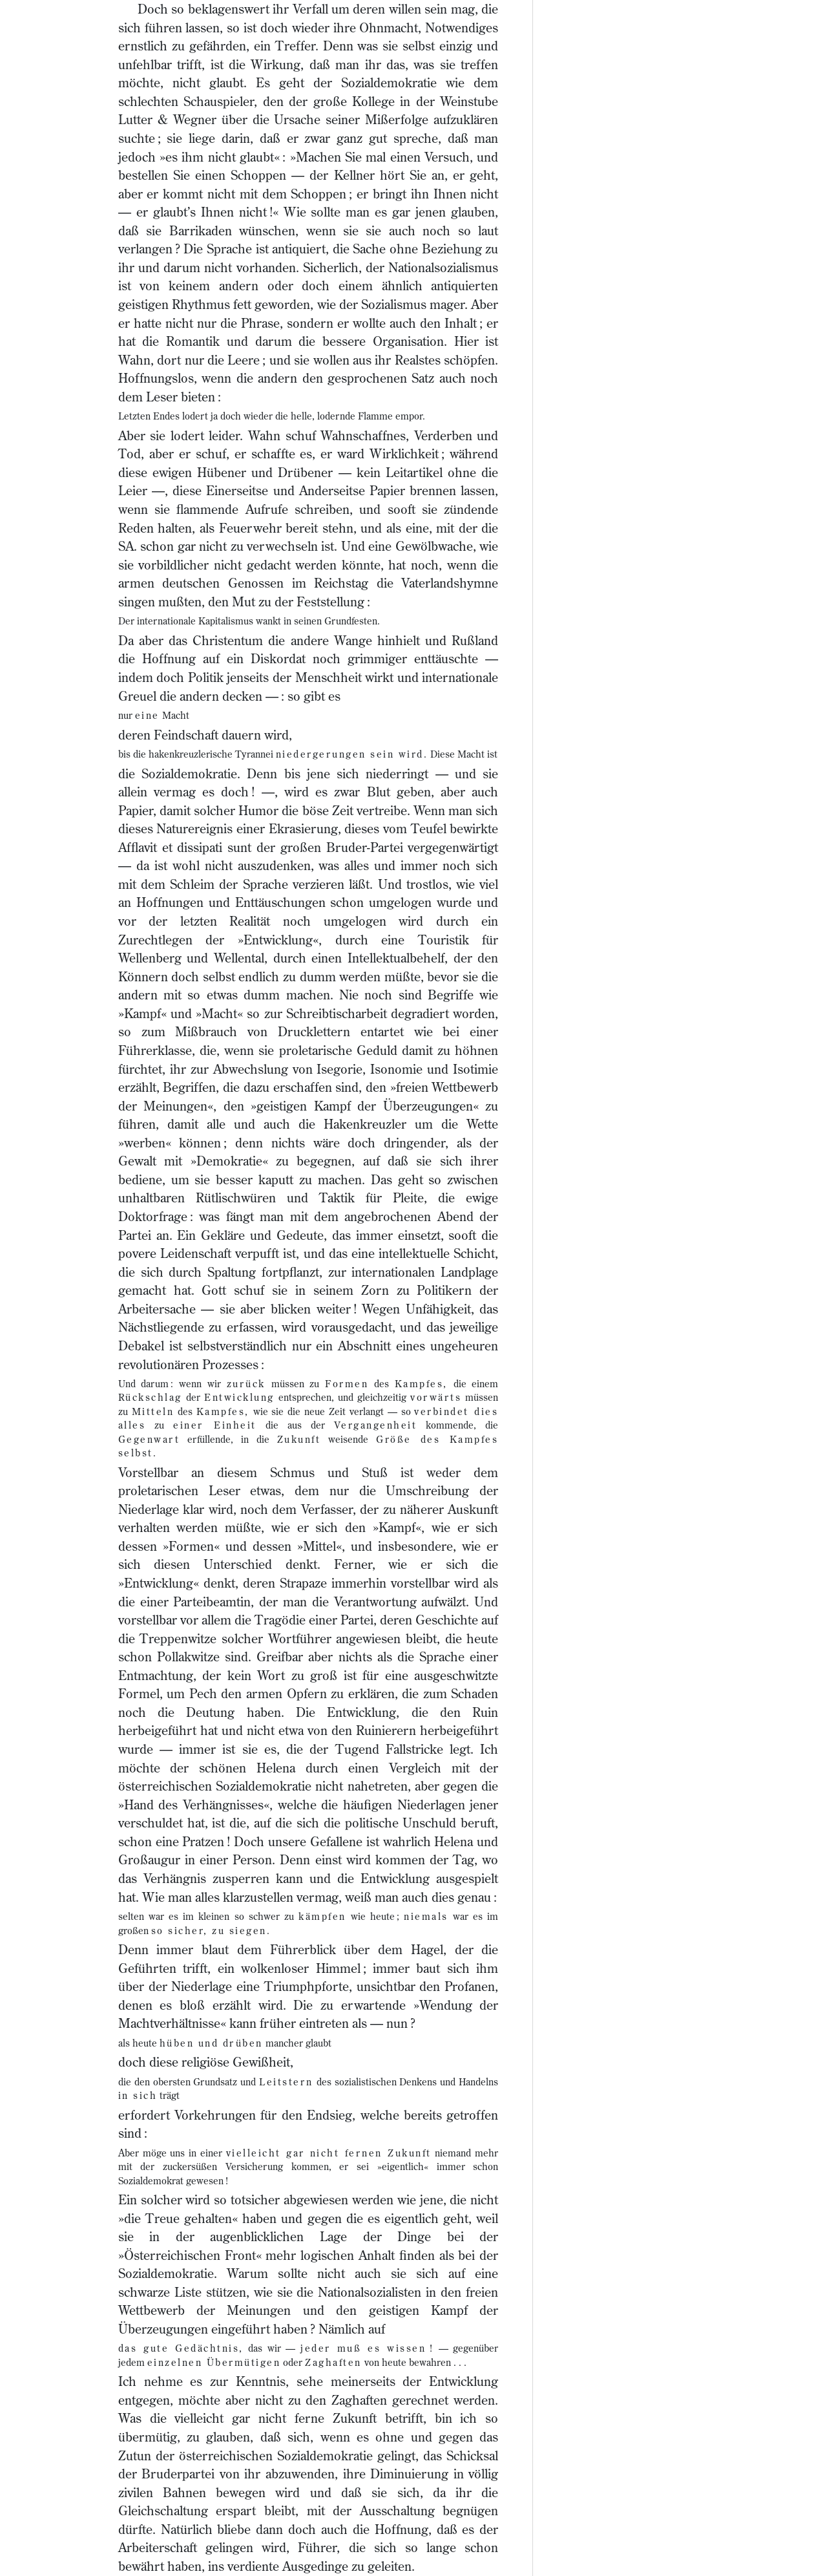 Doch so beklagenswert ihr Verfall um deren willen sein mag, die
sich führen lassen, so ist doch wieder ihre Ohnmacht, Notwendiges
ernstlich zu gefährden, ein Treffer. Denn was sie selbst einzig und
unfehlbar trifft, ist die Wirkung, daß man ihr das, was sie treffen
möchte, nicht glaubt. Es geht der Sozialdemokratie wie dem
schlechten Schauspieler, den der große Kollege in der Weinstube
Lutter & Wegner über die Ursache seiner Mißerfolge aufzuklären
suchte; sie liege darin, daß er zwar ganz gut spreche, daß man
jedoch »es ihm nicht glaubt«: »Machen Sie mal einen Versuch, und
bestellen Sie einen Schoppen — der Kellner hört Sie an, er geht,
aber er kommt nicht mit dem Schoppen; er bringt ihn Ihnen nicht
— er glaubt’s Ihnen nicht!« Wie sollte man es gar jenen glauben,
daß sie Barrikaden wünschen, wenn sie sie auch noch so laut
verlangen? Die Sprache ist antiquiert, die Sache ohne Beziehung zu
ihr und darum nicht vorhanden. Sicherlich, der Nationalsozialismus
ist von keinem andern oder doch einem ähnlich antiquierten
geistigen Rhythmus fett geworden, wie der Sozialismus mager. Aber
er hatte nicht nur die Phrase, sondern er wollte auch den Inhalt; er
hat die Romantik und darum die bessere Organisation. Hier ist
Wahn, dort nur die Leere; und sie wollen aus ihr Realstes schöpfen.
Hoffnungslos, wenn die andern den gesprochenen Satz auch noch
dem Leser bieten:
Letzten Endes lodert ja doch wieder die helle, lodernde Flamme empor.
Aber sie lodert leider. Wahn schuf Wahnschaffnes, Verderben und
Tod, aber er schuf, er schaffte es, er ward Wirklichkeit; während
diese ewigen Hübener und Drübener — kein Leitartikel ohne die
Leier —, diese Einerseitse und Anderseitse Papier brennen lassen,
wenn sie flammende Aufrufe schreiben, und sooft sie zündende
Reden halten, als Feuerwehr bereit stehn, und als eine, mit der die
SA. schon gar nicht zu verwechseln ist. Und eine Gewölbwache, wie
sie vorbildlicher nicht gedacht werden könnte, hat noch, wenn die
armen deutschen Genossen im Reichstag die Vaterlandshymne
singen mußten, den Mut zu der Feststellung:
Der internationale Kapitalismus wankt in seinen Grundfesten.
Da aber das Christentum die andere Wange hinhielt und Rußland
die Hoffnung auf ein Diskordat noch grimmiger enttäuschte —
indem doch Politik jenseits der Menschheit wirkt und internationale
Greuel die andern decken —: so gibt es
nur eine Macht
deren Feindschaft dauern wird,
bis die hakenkreuzlerische Tyrannei niedergerungen sein wird. Diese Macht ist
die Sozialdemokratie. Denn bis jene sich niederringt — und sie
allein vermag es doch! —, wird es zwar Blut geben, aber auch
Papier, damit solcher Humor die böse Zeit vertreibe. Wenn man sich
dieses Naturereignis einer Ekrasierung, dieses vom Teufel bewirkte
Afflavit et dissipati sunt der großen Bruder-Partei vergegenwärtigt
— da ist wohl nicht auszudenken, was alles und immer noch sich
mit dem Schleim der Sprache verzieren läßt. Und trostlos, wie viel
an Hoffnungen und Enttäuschungen schon umgelogen wurde und
vor der letzten Realität noch umgelogen wird durch ein
Zurechtlegen der »Entwicklung«, durch eine Touristik für
Wellenberg und Wellental, durch einen Intellektualbehelf, der den
Könnern doch selbst endlich zu dumm werden müßte, bevor sie die
andern mit so etwas dumm machen. Nie noch sind Begriffe wie
»Kampf« und »Macht« so zur Schreibtischarbeit degradiert worden,
so zum Mißbrauch von Drucklettern entartet wie bei einer
Führerklasse, die, wenn sie proletarische Geduld damit zu höhnen
fürchtet, ihr zur Abwechslung von Isegorie, Isonomie und Isotimie
erzählt, Begriffen, die dazu erschaffen sind, den »freien Wettbewerb
der Meinungen«, den »geistigen Kampf der Überzeugungen« zu
führen, damit alle und auch die Hakenkreuzler um die Wette
»werben« können; denn nichts wäre doch dringender, als der
Gewalt mit »Demokratie« zu begegnen, auf daß sie sich ihrer
bediene, um sie besser kaputt zu machen. Das geht so zwischen
unhaltbaren Rütlischwüren und Taktik für Pleite, die ewige
Doktorfrage: was fängt man mit dem angebrochenen Abend der
Partei an. Ein Gekläre und Gedeute, das immer einsetzt, sooft die
povere Leidenschaft verpufft ist, und das eine intellektuelle Schicht,
die sich durch Spaltung fortpflanzt, zur internationalen Landplage
gemacht hat. Gott schuf sie in seinem Zorn zu Politikern der
Arbeitersache — sie aber blicken weiter! Wegen Unfähigkeit, das
Nächstliegende zu erfassen, wird vorausgedacht, und das jeweilige
Debakel ist selbstverständlich nur ein Abschnitt eines ungeheuren
revolutionären Prozesses:
Und darum: wenn wir zurück müssen zu Formen des Kampfes, die einem
Rückschlag der Entwicklung entsprechen, und gleichzeitig vorwärts müssen
zu Mitteln des Kampfes, wie sie die neue Zeit verlangt — so verbindet dies
alles zu einer Einheit die aus der Vergangenheit kommende, die
Gegenwart erfüllende, in die Zukunft weisende Größe des Kampfes
selbst.
Vorstellbar an diesem Schmus und Stuß ist weder dem
proletarischen Leser etwas, dem nur die Umschreibung der
Niederlage klar wird, noch dem Verfasser, der zu näherer Auskunft
verhalten werden müßte, wie er sich den »Kampf«, wie er sich
dessen »Formen« und dessen »Mittel«, und insbesondere, wie er
sich diesen Unterschied denkt. Ferner, wie er sich die
»Entwicklung« denkt, deren Strapaze immerhin vorstellbar wird als
die einer Parteibeamtin, der man die Verantwortung aufwälzt. Und
vorstellbar vor allem die Tragödie einer Partei, deren Geschichte auf
die Treppenwitze solcher Wortführer angewiesen bleibt, die heute
schon Pollakwitze sind. Greifbar aber nichts als die Sprache einer
Entmachtung, der kein Wort zu groß ist für eine ausgeschwitzte
Formel, um Pech den armen Opfern zu erklären, die zum Schaden
noch die Deutung haben. Die Entwicklung, die den Ruin
herbeigeführt hat und nicht etwa von den Ruinierern herbeigeführt
wurde — immer ist sie es, die der Tugend Fallstricke legt. Ich
möchte der schönen Helena durch einen Vergleich mit der
österreichischen Sozialdemokratie nicht nahetreten, aber gegen die
»Hand des Verhängnisses«, welche die häufigen Niederlagen jener
verschuldet hat, ist die, auf die sich die politische Unschuld beruft,
schon eine Pratzen! Doch unsere Gefallene ist wahrlich Helena und
Großaugur in einer Person. Denn einst wird kommen der Tag, wo
das Verhängnis zusperren kann und die Entwicklung ausgespielt
hat. Wie man alles klarzustellen vermag, weiß man auch dies genau:
selten war es im kleinen so schwer zu kämpfen wie heute; niemals war es im
großen so sicher, zu siegen.
Denn immer blaut dem Führerblick über dem Hagel, der die
Geführten trifft, ein wolkenloser Himmel; immer baut sich ihm
über der Niederlage eine Triumphpforte, unsichtbar den Profanen,
denen es bloß erzählt wird. Die zu erwartende »Wendung der
Machtverhältnisse« kann früher eintreten als — nun?
als heute hüben und drüben mancher glaubt
doch diese religiöse Gewißheit,
die den obersten Grundsatz und Leitstern des sozialistischen Denkens und Handelns
in sich trägt
erfordert Vorkehrungen für den Endsieg, welche bereits getroffen
sind:
Aber möge uns in einer vielleicht gar nicht fernen Zukunft niemand mehr
mit der zuckersüßen Versicherung kommen, er sei »eigentlich« immer schon
Sozialdemokrat gewesen!
Ein solcher wird so totsicher abgewiesen werden wie jene, die nicht
»die Treue gehalten« haben und gegen die es eigentlich geht, weil
sie in der augenblicklichen Lage der Dinge bei der
»Österreichischen Front« mehr logischen Anhalt finden als bei der
Sozialdemokratie. Warum sollte nicht auch sie sich auf eine
schwarze Liste stützen, wie sie die Nationalsozialisten in den freien
Wettbewerb der Meinungen und den geistigen Kampf der
Überzeugungen eingeführt haben? Nämlich auf
das gute Gedächtnis, das wir — jeder muß es wissen! — gegenüber
jedem einzelnen Übermütigen oder Zaghaften von heute bewahren...
Ich nehme es zur Kenntnis, sehe meinerseits der Entwicklung
entgegen, möchte aber nicht zu den Zaghaften gerechnet werden.
Was die vielleicht gar nicht ferne Zukunft betrifft, bin ich so
übermütig, zu glauben, daß sich, wenn es ohne und gegen das
Zutun der österreichischen Sozialdemokratie gelingt, das Schicksal
der Bruderpartei von ihr abzuwenden, ihre Diminuierung in völlig
zivilen Bahnen bewegen wird und daß sie sich, da ihr die
Gleichschaltung erspart bleibt, mit der Ausschaltung begnügen
dürfte. Natürlich bliebe dann doch auch die Hoffnung, daß es der
Arbeiterschaft gelingen wird, Führer, die sich so lange schon
bewährt haben, ins verdiente Ausgedinge zu geleiten.